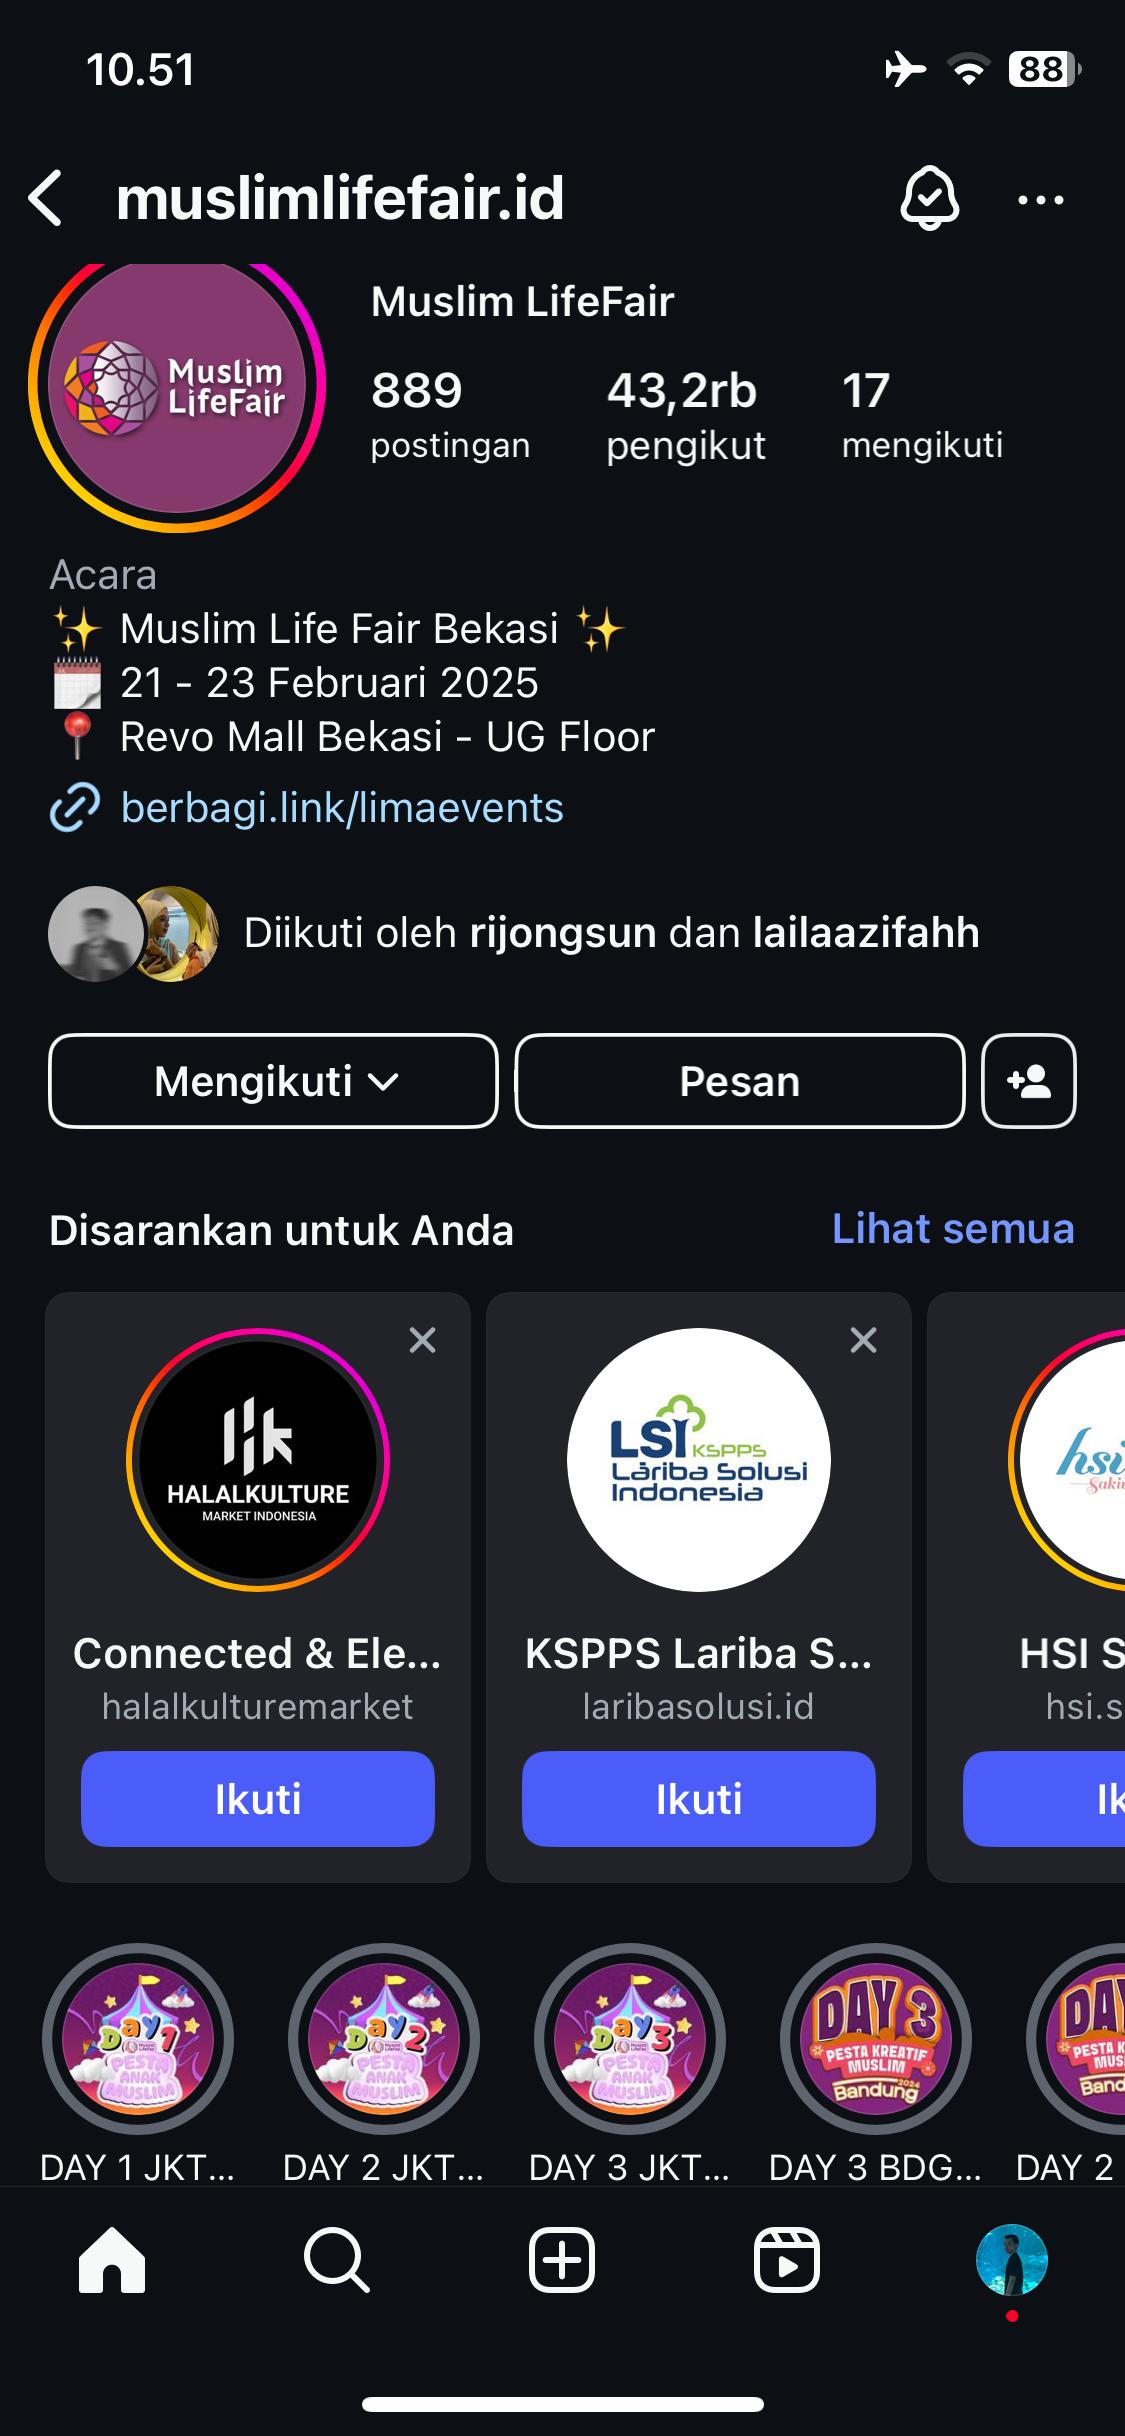 10.51
88
muslimlifefair.id
Muslim LifeFair
Muslim
LifeFair
889
postingan
43,2rb
pengikut
17
mengikuti
Acara
✨ Muslim Life Fair Bekasi ✨
21 - 23 Februari 2025
📍 Revo Mall Bekasi - UG Floor
berbagi.link/limaevents
Diikuti oleh rijongsun dan lailaazifahh
Mengikuti
Pesan
Disarankan untuk Anda
Lihat semua
HALALKULTURE
MARKET INDONESIA
Connected & Ele...
halalkulturemarket
Ikuti
LSI KSPPS
Lariba Solusi
Indonesia
KSPPS Lariba S...
laribasolusi.id
Ikuti
hsi
Saki
HSI S
hsi.s
Ik
Day 1
PESTA
ANAK
MUSLIM
DAY 1 JKT...
Day 2
PESTA
ANAK
MUSLIM
DAY 2 JKT...
Day 3
PESTA
ANAK
MUSLIM
DAY 3 JKT...
DAY 3
PESTA KREATIF
MUSLIM
2024
Bandung
DAY 3 BDG...
DAY
PESTA K
MUS
Band
DAY 2